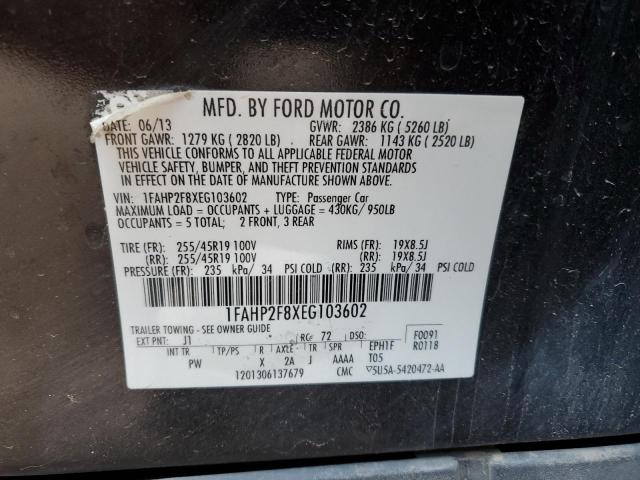 MFD. BY FORD MOTOR CO.
DATE: 06/13 GVWR: 2386 KG ( 5260 LB)
FRONT GAWR: 1279 KG ( 2820 LB) REAR GAWR: 1143 KG ( 2520 LB)
THIS VEHICLE CONFORMS TO ALL APPLICABLE FEDERAL MOTOR
VEHICLE SAFETY, BUMPER, AND THEFT PREVENTION STANDARDS
IN EFFECT ON THE DATE OF MANUFACTURE SHOWN ABOVE.
VIN: 1FAHP2F8XEG103602 TYPE: Passenger Car
MAXIMUM LOAD = OCCUPANTS + LUGGAGE = 430KG/ 950LB
OCCUPANTS = 5 TOTAL; 2 FRONT, 3 REAR
TIRE (FR): 255/45R19 100V RIMS (FR): 19X8.5J
(RR): 255/45R19 100V (RR): 19X8.5J
PRESSURE (FR): 235 kPa/ 34 PSI COLD (RR): 235 kPa/ 34 PSI COLD
1FAHP2F8XEG103602
TRAILER TOWING - SEE OWNER GUIDE
EXT PNT: J1 RC: 72 DSO: F0091
INT TR TP/PS R AXLE TR SPR EPH1F R0118
PW X 2A J AAAA T05
1201306137679 CMC ▽5U5A-5420472-AA